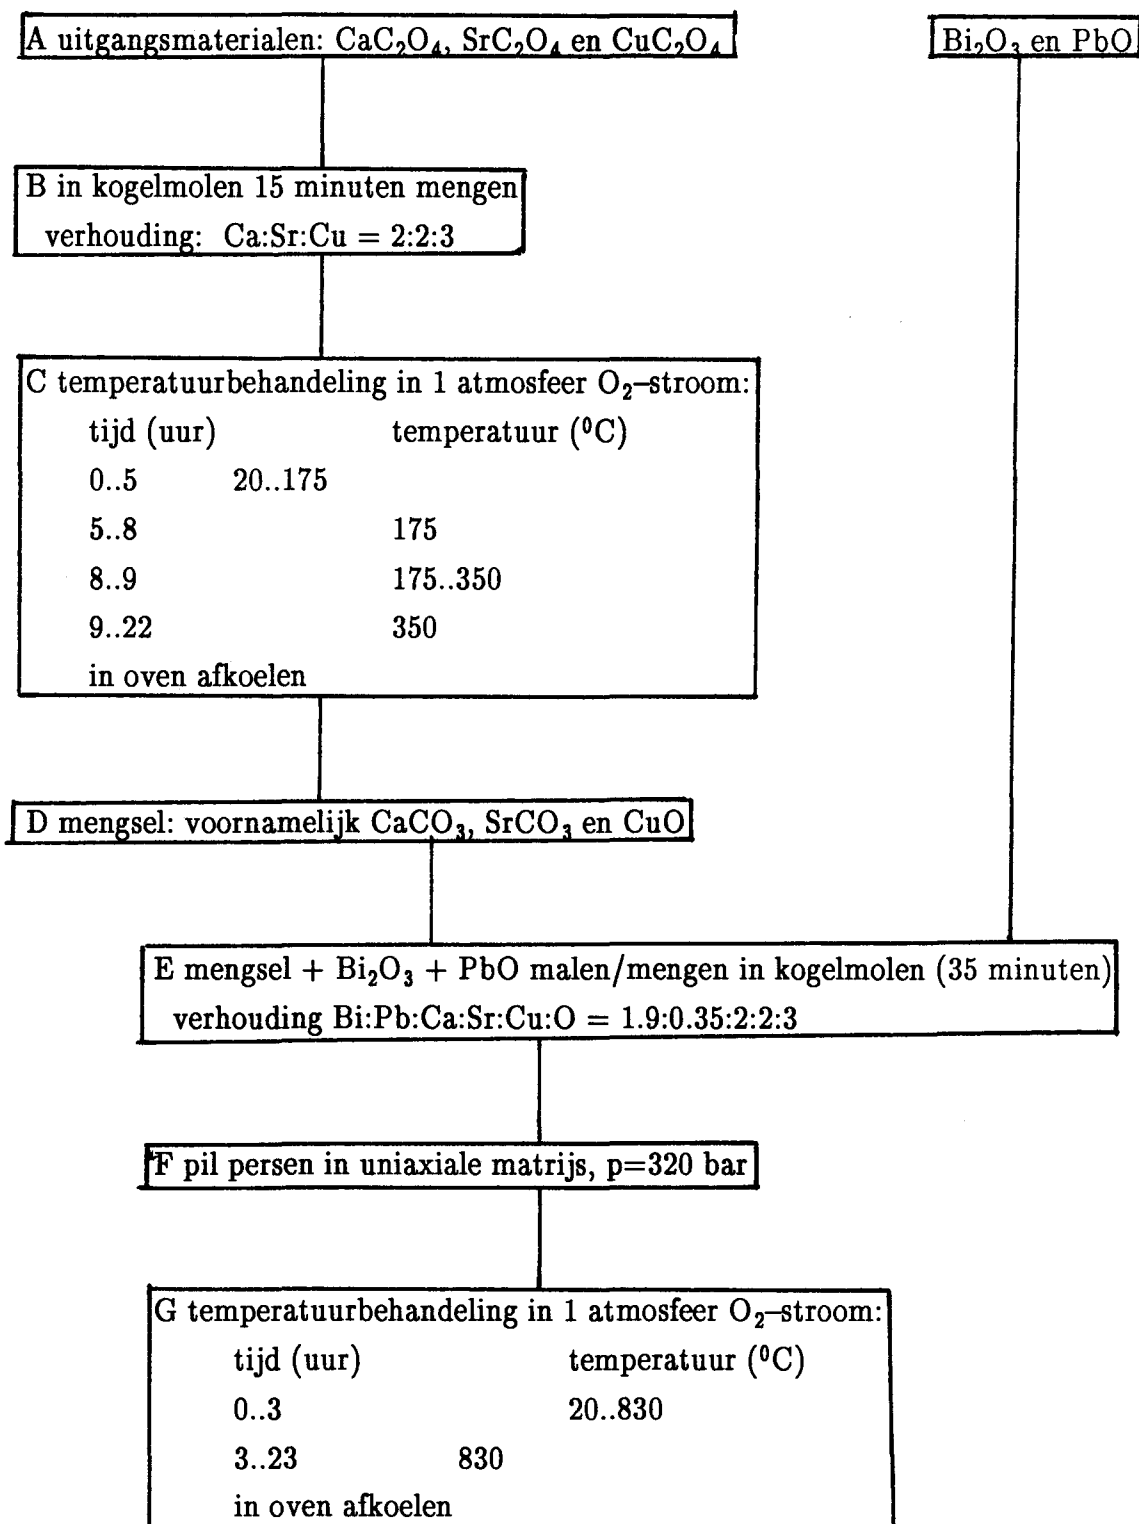 A uitgangsmaterialen: CaC₂O₄, SrC₂O₄ en CuC₂O₄
Bi₂O₃ en PbO
B in kogelmolen 15 minuten mengen
verhouding: Ca:Sr:Cu = 2:2:3
C temperatuurbehandeling in 1 atmosfeer O₂–stroom:
tijd (uur) temperatuur (⁰C)
0..5 20..175
5..8 175
8..9 175..350
9..22 350
in oven afkoelen
D mengsel: voornamelijk CaCO₃, SrCO₃ en CuO
E mengsel + Bi₂O₃ + PbO malen/mengen in kogelmolen (35 minuten)
verhouding Bi:Pb:Ca:Sr:Cu:O = 1.9:0.35:2:2:3
F pil persen in uniaxiale matrijs, p=320 bar
G temperatuurbehandeling in 1 atmosfeer O₂–stroom:
tijd (uur) temperatuur (⁰C)
0..3 20..830
3..23 830
in oven afkoelen